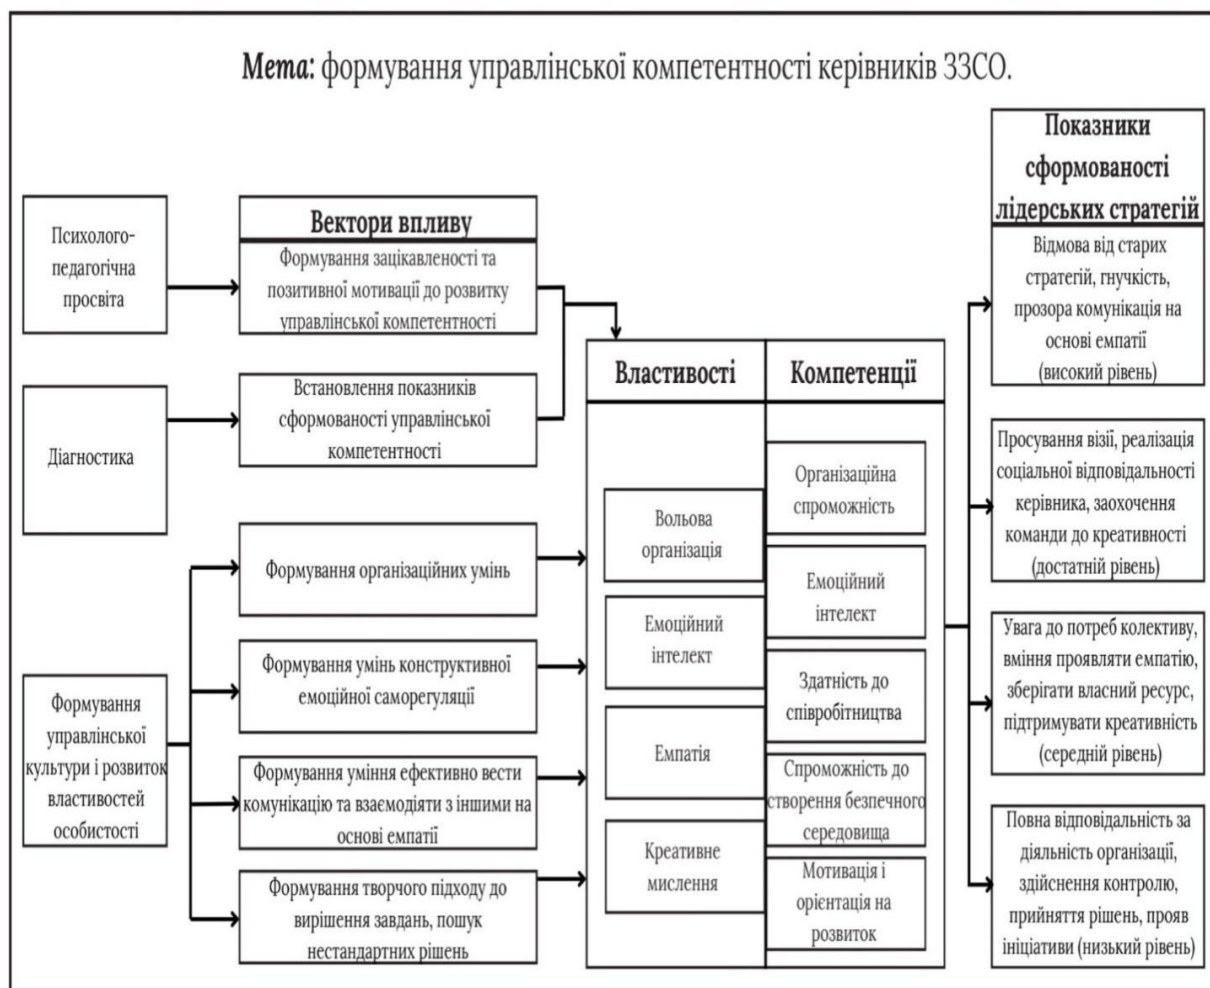 Мета: формування управлінської компетентності керівників ЗЗСО.
Психолого-
педагогічна
просвіта
Діагностика
Формування
управлінської
культури і розвиток
властивостей
особистості
Вектори впливу
Формування зацікавленості та
позитивної мотивації до розвитку
управлінської компетентності
Встановлення показників
сформованості управлінської
компетентності
Формування організаційних умінь
Формування умінь конструктивної
емоційної саморегуляції
Формування уміння ефективно вести
комунікацію та взаємодіяти з іншими на
основі емпатії
Формування творчого підходу до
вирішення завдань, пошук
нестандартних рішень
Властивості
Вольова
організація
Емоційний
інтелект
Емпатія
Креативне
мислення
Компетенції
Організаційна
спроможність
Емоційний
інтелект
Здатність до
співробітництва
Спроможність до
створення безпечного
середовища
Мотивація і
орієнтація на
розвиток
Показники
сформованості
лідерських стратегій
Відмова від старих
стратегій, гнучкість,
прозора комунікація на
основі емпатії
(високий рівень)
Просування візії, реалізація
соціальної відповідальності
керівника, заохочення
команди до креативності
(достатній рівень)
Увага до потреб колективу,
вміння проявляти емпатію,
зберігати власний ресурс,
підтримувати креативність
(середній рівень)
Повна відповідальність за
діяльність організації,
здійснення контролю,
прийняття рішень, прояв
ініціативи (низький рівень)